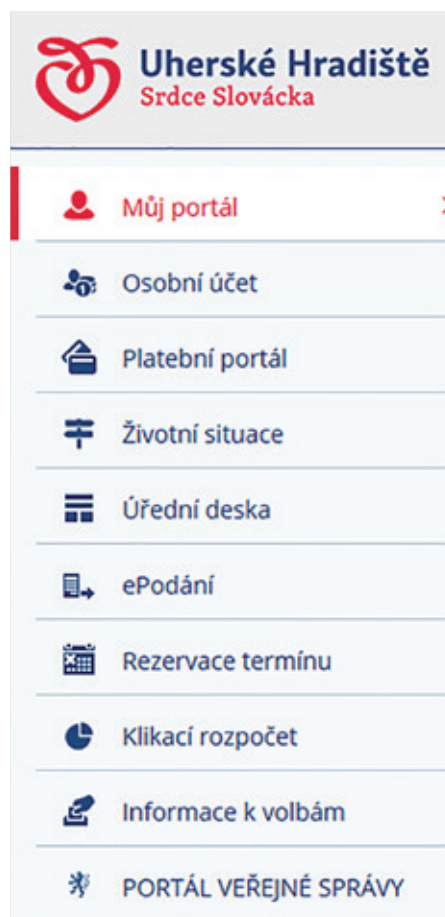 Uherské Hradiště
Srdce Slovácka
Můj portál
Osobní účet
Platební portál
Životní situace
Úřední deska
ePodání
Rezervace termínu
Klikací rozpočet
Informace k volbám
PORTÁL VEŘEJNÉ SPRÁVY